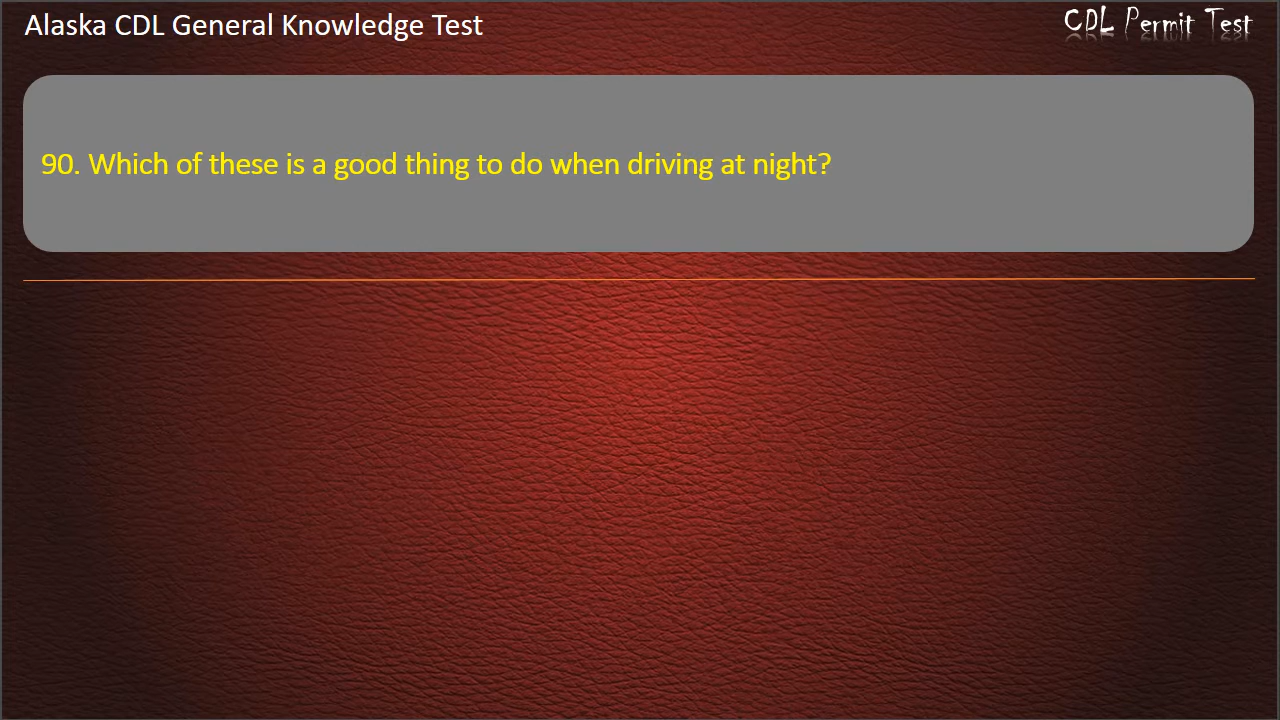 Alaska CDL General Knowledge Test
CDL Permit Test
90. Which of these is a good thing to do when driving at night?